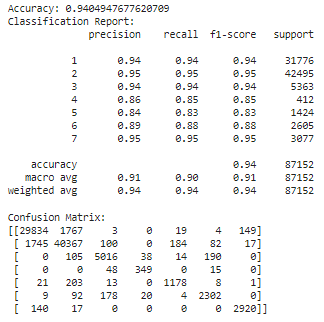 Accuracy: 0.9404947677620709
Classification Report:
precision recall f1-score support
1 0.94 0.94 0.94 31776
2 0.95 0.95 0.95 42495
3 0.94 0.94 0.94 5363
4 0.86 0.85 0.85 412
5 0.84 0.83 0.83 1424
6 0.89 0.88 0.88 2605
7 0.95 0.95 0.95 3077
accuracy 0.94 87152
macro avg 0.91 0.90 0.91 87152
weighted avg 0.94 0.94 0.94 87152
Confusion Matrix:
[[29834 1767 3 0 19 4 149]
[ 1745 40367 100 0 184 82 17]
[ 0 105 5016 38 14 190 0]
[ 0 0 48 349 0 15 0]
[ 21 203 13 0 1178 8 1]
[ 9 92 178 20 4 2302 0]
[ 140 17 0 0 0 0 2920]]